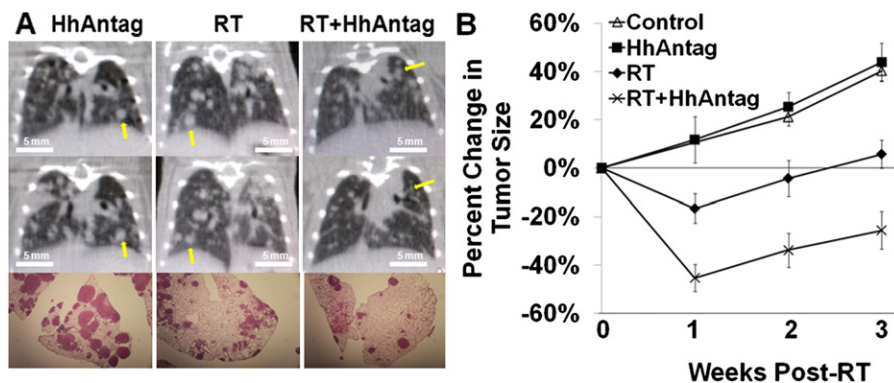 A
HhAntag RT RT+HhAntag
5 mm 5 mm 5 mm
5 mm 5 mm 5 mm
B
Percent Change in
Tumor Size
60%
40%
20%
0%
-20%
-40%
-60%
Control
HhAntag
RT
RT+HhAntag
0 1 2 3
Weeks Post-RT